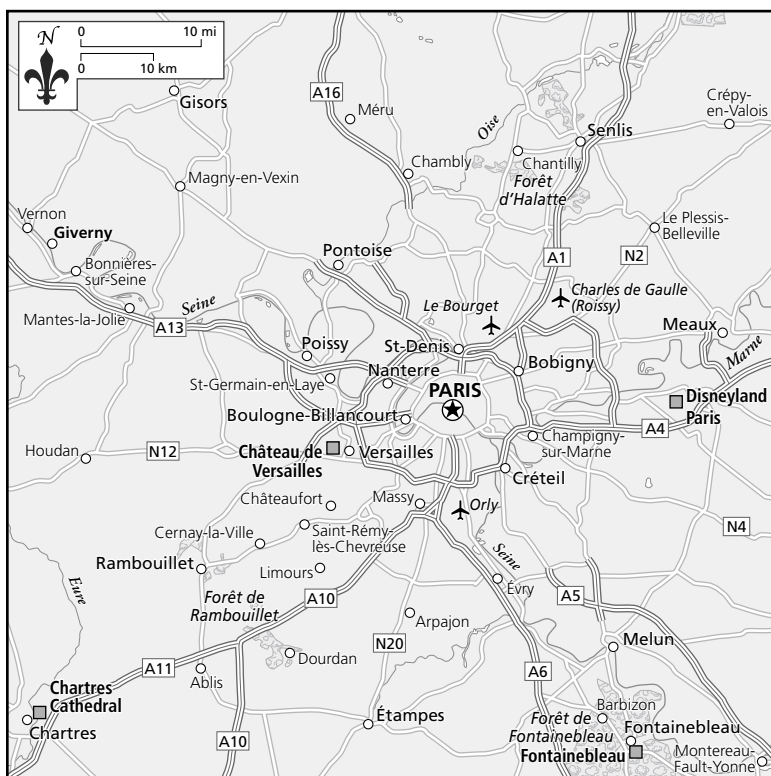 N
0 10 mi
0 10 km
Gisors
A16
Méru
Oise
Crépy-
en-Valois
Senlis
Chambly
Chantilly
Forêt
d'Halatte
Magny-en-Vexin
Vernon
Giverny
Le Plessis-
Belleville
Bonnières-
sur-Seine
Pontoise
A1
N2
Seine
Mantes-la-Jolie
A13
Le Bourget
Charles de Gaulle
(Roissy)
Meaux
Marne
Poissy
St-Denis
Bobigny
Nanterre
St-Germain-en-Laye
PARIS
Disneyland
Paris
Boulogne-Billancourt
A4
Champigny-
sur-Marne
Houdan
N12
Château de
Versailles
Versailles
Créteil
Châteaufort
Massy
Orly
N4
Cernay-la-Ville
Saint-Rémy-
lès-Chevreuse
Seine
Rambouillet
Limours
Évry
Eure
Forêt de
Rambouillet
A10
A5
Arpajon
N20
Melun
A11
Dourdan
A6
Ablis
Chartres
Cathedral
Barbizon
Chartres
Étampes
Forêt de
Fontainebleau
Fontainebleau
A10
Fontainebleau
Montereau-
Fault-Yonne